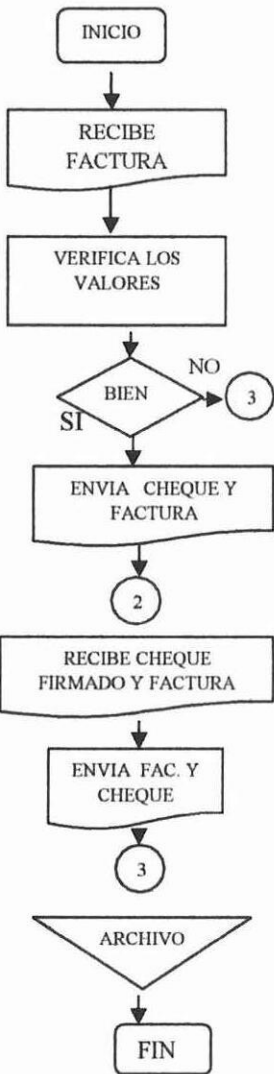 INICIO
RECIBE
FACTURA
VERIFICA LOS
VALORES
BIEN
NO
3
SI
ENVIA CHEQUE Y
FACTURA
2
RECIBE CHEQUE
FIRMADO Y FACTURA
ENVIA FAC. Y
CHEQUE
3
ARCHIVO
FIN